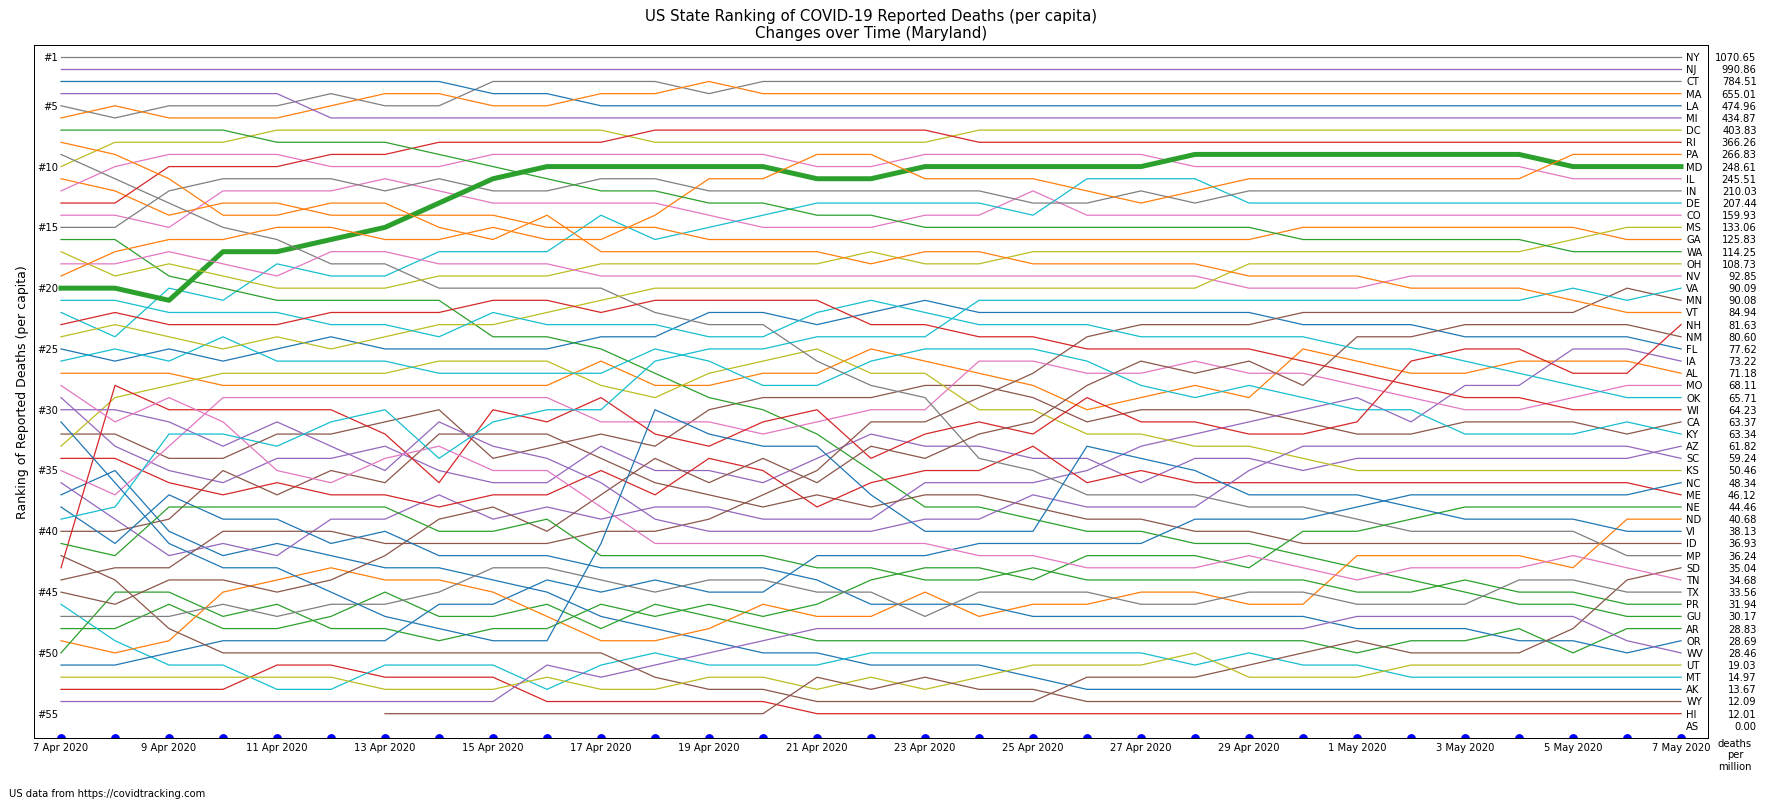 US State Ranking of COVID-19 Reported Deaths (per capita)
Changes over Time (Maryland)
Ranking of Reported Deaths (per capita)
#1
#5
#10
#15
#20
#25
#30
#35
#40
#45
#50
#55
NY 1070.65
NJ 990.86
CT 784.51
MA 655.01
LA 474.96
MI 434.87
DC 403.83
RI 366.26
PA 266.83
MD 248.61
IL 245.51
IN 210.03
DE 207.44
CO 159.93
MS 133.06
GA 125.83
WA 114.25
OH 108.73
NV 92.85
VA 90.09
MN 90.08
VT 84.94
NH 81.63
NM 80.60
FL 77.62
IA 73.22
AL 71.18
MO 68.11
OK 65.71
WI 64.23
CA 63.37
KY 63.34
AZ 61.82
SC 59.24
KS 50.46
NC 48.34
ME 46.12
NE 44.46
ND 40.68
VI 38.13
ID 36.93
MP 36.24
SD 35.04
TN 34.68
TX 33.56
PR 31.94
GU 30.17
AR 28.83
OR 28.69
WV 28.46
UT 19.03
MT 14.97
AK 13.67
WY 12.09
HI 12.01
AS 0.00
7 Apr 2020 9 Apr 2020 11 Apr 2020 13 Apr 2020 15 Apr 2020 17 Apr 2020 19 Apr 2020 21 Apr 2020 23 Apr 2020 25 Apr 2020 27 Apr 2020 29 Apr 2020 1 May 2020 3 May 2020 5 May 2020 7 May 2020
deaths
per
million
US data from https://covidtracking.com